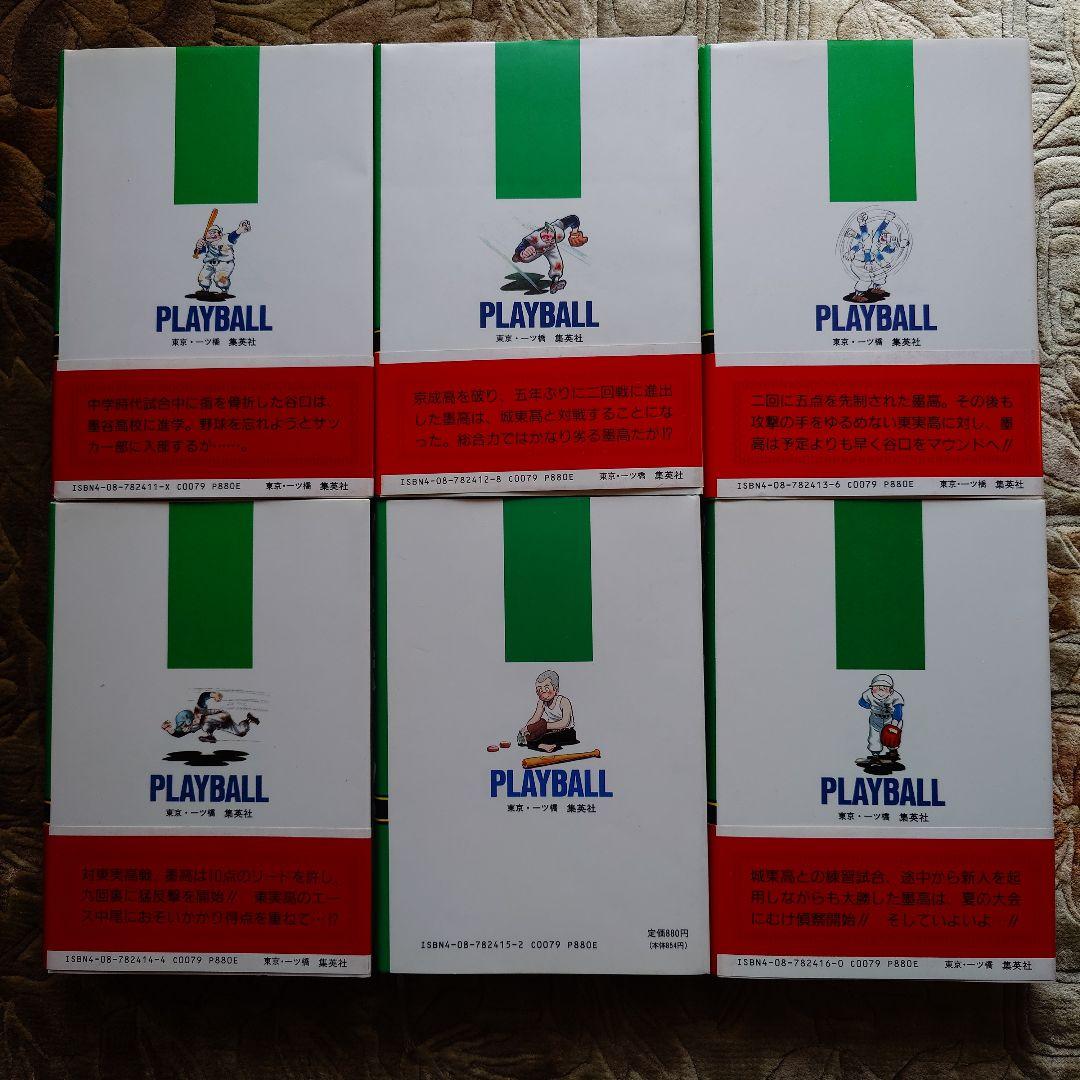 PLAYBALL
東京・一ツ橋 集英社
中学時代試合中に指を骨折した谷口は、
墨谷高校に進学。野球を忘れようとサッ
カー部に入部するが……。
ISBN4-08-782411-X C0079 P880E 東京・一ツ橋 集英社
PLAYBALL
東京・一ツ橋 集英社
京成高を破り、五年ぶりに二回戦に進出
した墨高は、城東高と対戦することにな
った。総合力ではかなり劣る墨高だが!?
ISBN4-08-782412-8 C0079 P880E 東京・一ツ橋 集英社
PLAYBALL
東京・一ツ橋 集英社
二回に五点を先制された墨高。その後も
攻撃の手をゆるめない東実高に対し、墨
高は予定よりも早く谷口をマウンドへ!!
ISBN4-08-782413-6 C0079 P880E 東京・一ツ橋 集英社
PLAYBALL
東京・一ツ橋 集英社
対東実高戦、墨高は10点のリードを許し、
九回裏に猛反撃を開始!! 東実高のエー
ス中尾におそいかかり得点を重ねて…!?
ISBN4-08-782414-4 C0079 P880E 東京・一ツ橋 集英社
PLAYBALL
東京・一ツ橋 集英社
定価880円
(本体854円)
ISBN4-08-782415-2 C0079 P880E
PLAYBALL
東京・一ツ橋 集英社
城東高との練習試合、途中から新人を起
用しながらも大勝した墨高は、夏の大会
にむけ偵察開始!! そしていよいよ…!!
ISBN4-08-782416-0 C0079 P880E 東京・一ツ橋 集英社